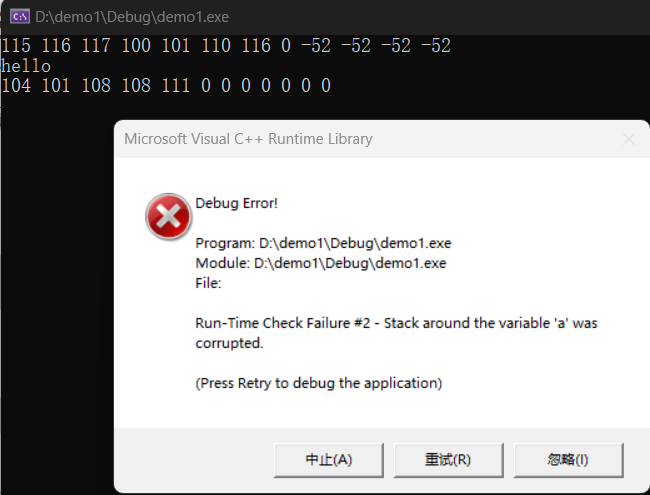 D:\demo1\Debug\demo1.exe
115 116 117 100 101 110 116 0 -52 -52 -52 -52
hello
104 101 108 108 111 0 0 0 0 0 0 0
Microsoft Visual C++ Runtime Library
Debug Error!
Program: D:\demo1\Debug\demo1.exe
Module: D:\demo1\Debug\demo1.exe
File:
Run-Time Check Failure #2 - Stack around the variable 'a' was
corrupted.
(Press Retry to debug the application)
中止(A) 重试(R) 忽略(I)